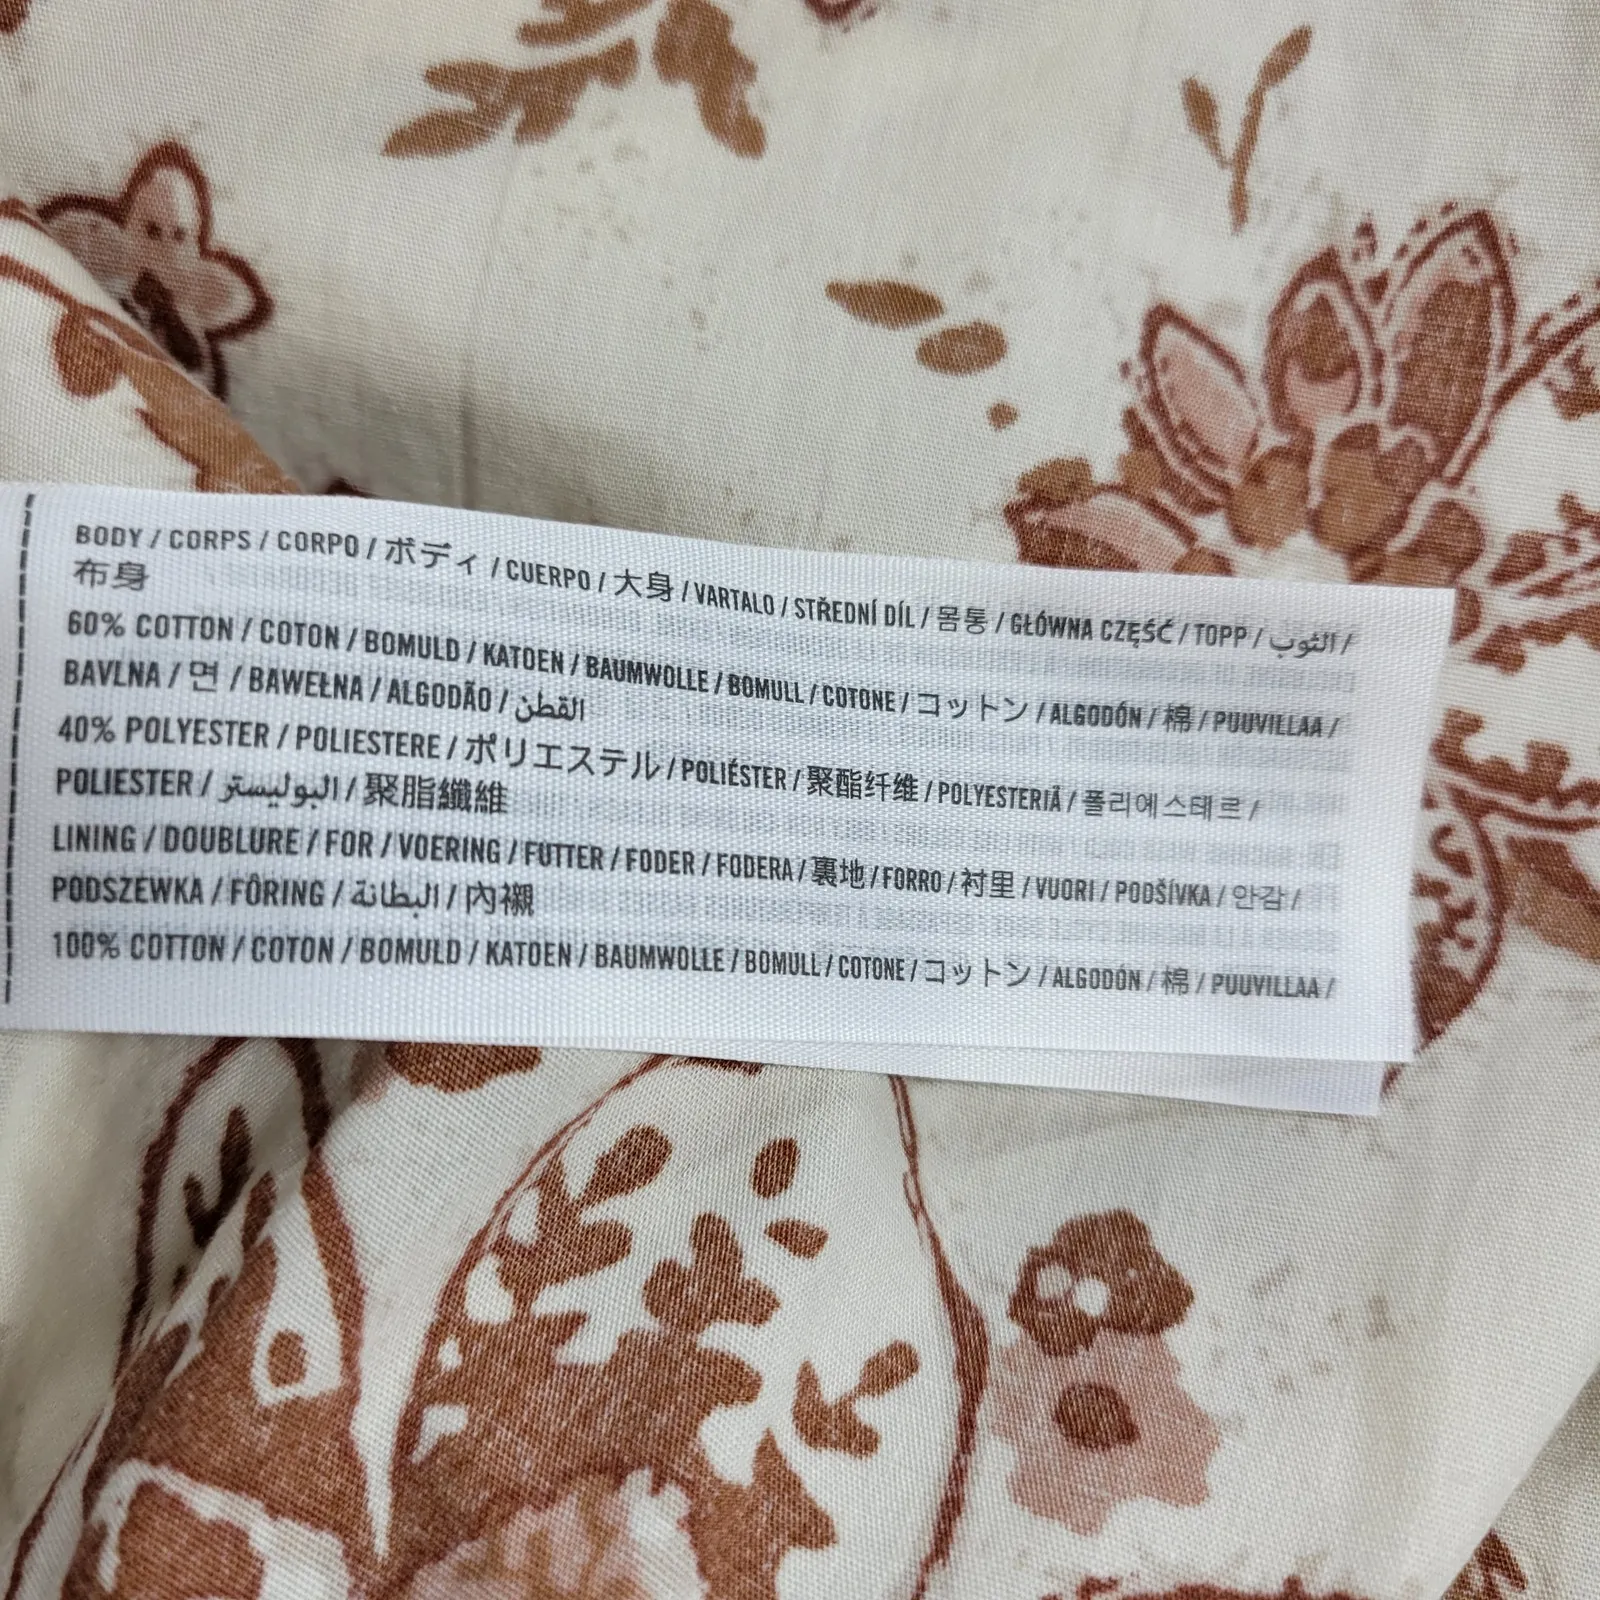 BODY / CORPS / CORPO / ボディ / CUERPO / 大身 / VARTALO / STŘEDNÍ DÍL / 몸통 / GŁÓWNA CZĘŚĆ / TOPP / الثوب /
布身
60% COTTON / COTON / BOMULD / KATOEN / BAUMWOLLE / BOMULL / COTONE / コットン / ALGODÓN / 棉 / PUUVILLAA /
BAVLNA / 면 / BAWEŁNA / ALGODÃO / القطن
40% POLYESTER / POLIESTERE / ポリエステル / POLIÉSTER / 聚酯纤维 / POLYESTERIÄ / 폴리에스테르 /
POLIESTER / البوليستر / 聚脂纖維
LINING / DOUBLURE / FOR / VOERING / FUTTER / FODER / FODERA / 裏地 / FORRO / 衬里 / VUORI / PODŠÍVKA / 안감 /
PODSZEWKA / FÔRING / البطانة / 內襯
100% COTTON / COTON / BOMULD / KATOEN / BAUMWOLLE / BOMULL / COTONE / コットン / ALGODÓN / 棉 / PUUVILLAA /